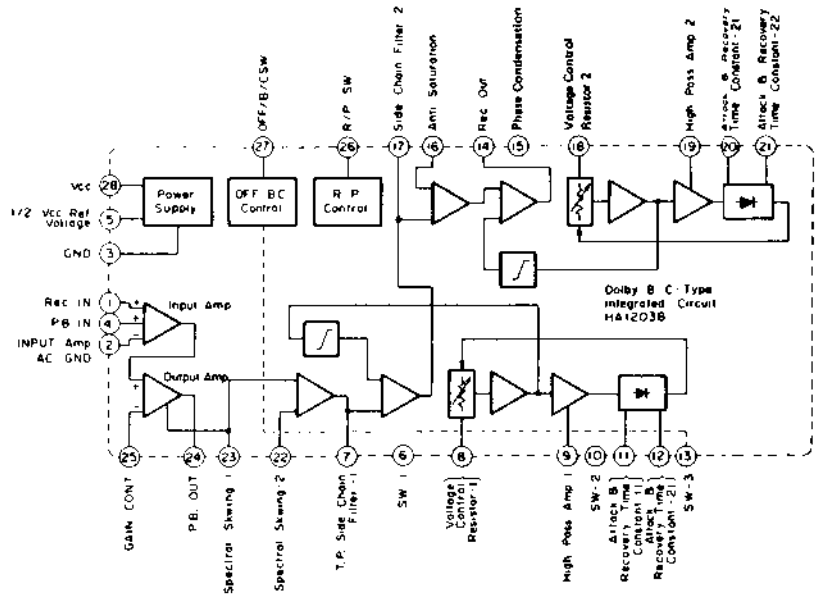 Side Chain Filter 2
Anti Saturation
Rec Out
Phase Condensation
Voltage Control
Resistor 2
High Pass Amp 2
Attack & Recovery
Time Constant-21
Attack & Recovery
Time Constant-22
OFF/B/CSW
R/P SW
27
26
17
16
14
15
18
19
20
21
Vcc
28
1/2 Vcc Ref
Voltage
5
GND
3
Power
Supply
OFF BC
Control
R P
Control
Rec IN
1
PB IN
4
INPUT Amp
AC GND
2
Input Amp
Output Amp
+
+
-
+
-
Dolby B C-Type
Integrated Circuit
HA12038
25
24
23
22
7
6
8
9
10
11
12
13
GAIN CONT
P.B. OUT
Spectral Skwing 1
Spectral Skwing-2
T.P. Side Chain
Filter-1
SW 1
Voltage
Control
Resistor-1
High Pass Amp 1
SW-2
Attack &
Recovery Time
Constant-11
Attack &
Recovery Time
Constant-21
SW-3